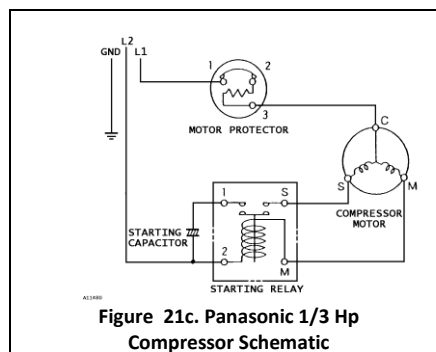 L2
GND L1
1 2
3
MOTOR PROTECTOR
C
S M
COMPRESSOR
MOTOR
1 S
STARTING
CAPACITOR
2 M
STARTING RELAY
A11480
Figure 21c. Panasonic 1/3 Hp
Compressor Schematic